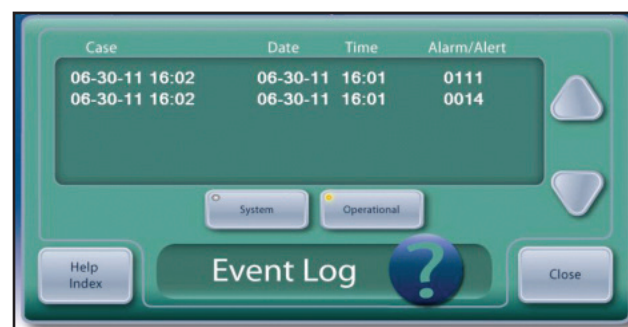 Case Date Time Alarm/Alert
06-30-11 16:02 06-30-11 16:01 0111
06-30-11 16:02 06-30-11 16:01 0014
System Operational
Help
Index
Event Log ?
Close